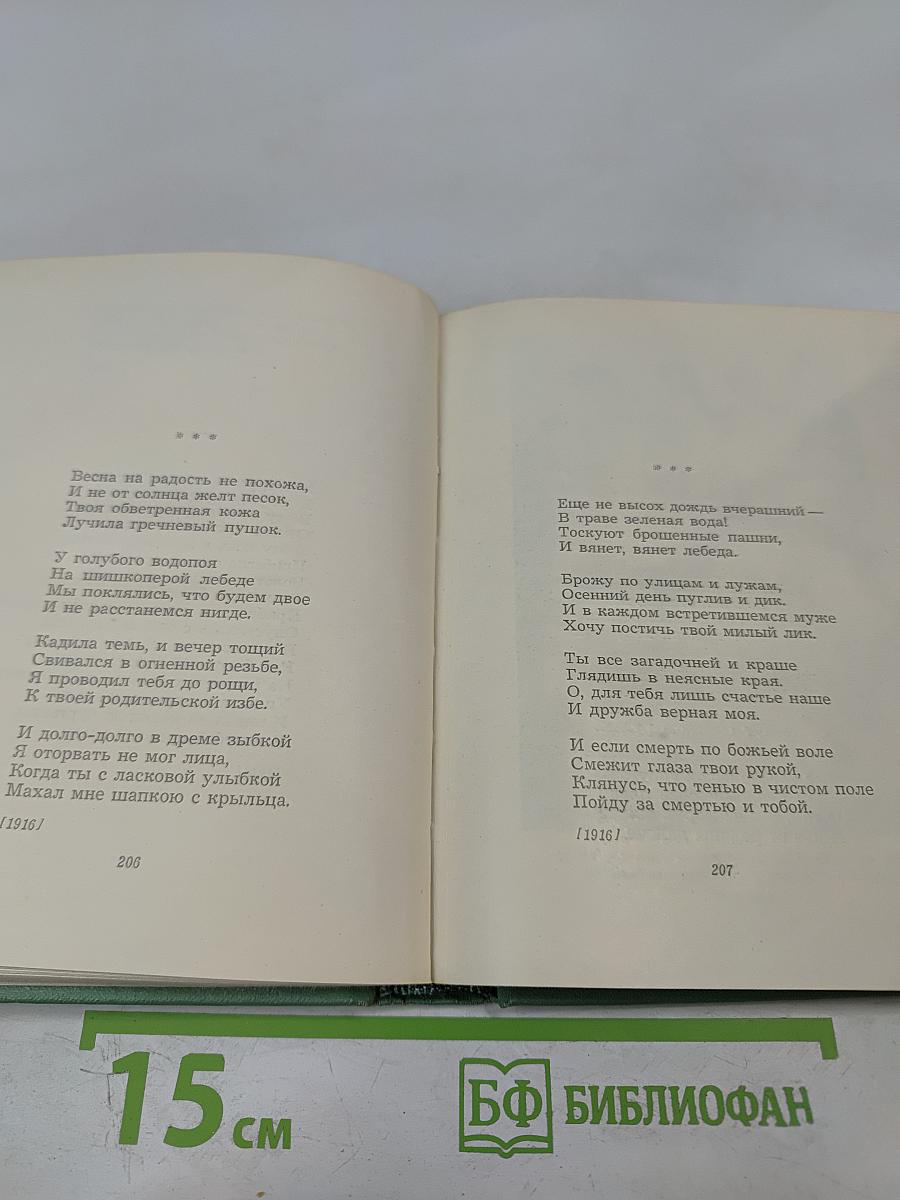 * * *
Весна на радость не похожа,
И не от солнца желт песок,
Твоя обветренная кожа
Лучила гречневый пушок.
У голубого водопоя
На шишкоперой лебеде
Мы поклялись, что будем двое
И не расстанемся нигде.
Кадила темь, и вечер тощий
Свивался в огненной резьбе,
Я проводил тебя до рощи,
К твоей родительской избе.
И долго-долго в дреме зыбкой
Я оторвать не мог лица,
Когда ты с ласковой улыбкой
Махал мне шапкою с крыльца.
[1916]
206
* * *
Еще не высох дождь вчерашний —
В траве зеленая вода!
Тоскуют брошенные пашни,
И вянет, вянет лебеда.
Брожу по улицам и лужам,
Осенний день пуглив и дик.
И в каждом встретившемся муже
Хочу постичь твой милый лик.
Ты все загадочней и краше
Глядишь в неясные края.
О, для тебя лишь счастье наше
И дружба верная моя.
И если смерть по божьей воле
Смежит глаза твои рукой,
Клянусь, что тенью в чистом поле
Пойду за смертью и тобой.
[1916]
207
15 см
БФ БИБЛИОФАН